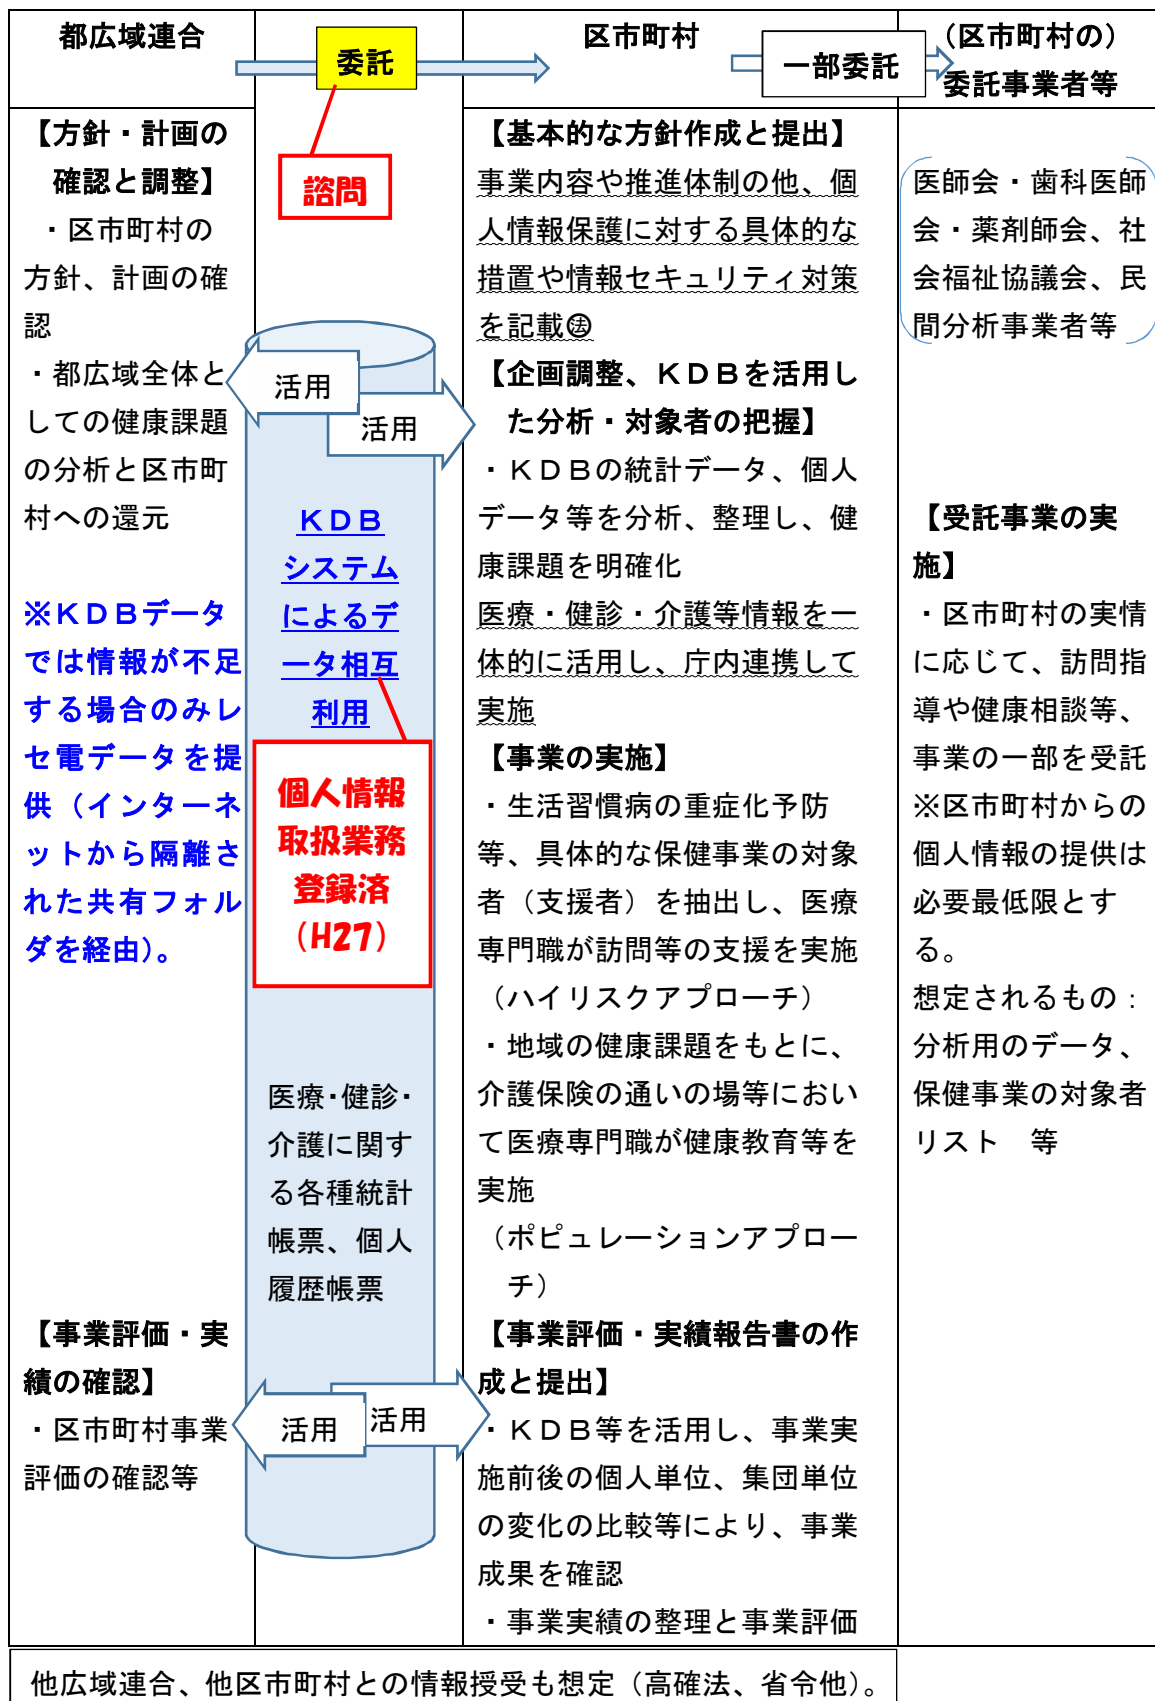 都広域連合
委託
区市町村
一部委託
(区市町村の)
委託事業者等
【方針・計画の
確認と調整】
・区市町村の
方針、計画の確
認
・都広域全体と
しての健康課題
の分析と区市町
村への還元
※KDBデータ
では情報が不足
する場合のみレ
セ電データを提
供（インターネ
ットから隔離さ
れた共有フォル
ダを経由）。
【事業評価・実
績の確認】
・区市町村事業
評価の確認等
諮問
活用
活用
KDB
システム
によるデ
ータ相互
利用
個人情報
取扱業務
登録済
（H27）
医療・健診・
介護に関す
る各種統計
帳票、個人
履歴帳票
活用
活用
【基本的な方針作成と提出】
事業内容や推進体制の他、個
人情報保護に対する具体的な
措置や情報セキュリティ対策
を記載㊩
【企画調整、KDBを活用し
た分析・対象者の把握】
・KDBの統計データ、個人
データ等を分析、整理し、健
康課題を明確化
医療・健診・介護等情報を一
体的に活用し、庁内連携して
実施
【事業の実施】
・生活習慣病の重症化予防
等、具体的な保健事業の対象
者（支援者）を抽出し、医療
専門職が訪問等の支援を実施
（ハイリスクアプローチ）
・地域の健康課題をもとに、
介護保険の通いの場等におい
て医療専門職が健康教育等を
実施
（ポピュレーションアプロー
チ）
【事業評価・実績報告書の作
成と提出】
・KDB等を活用し、事業実
施前後の個人単位、集団単位
の変化の比較等により、事業
成果を確認
・事業実績の整理と事業評価
医師会・歯科医師
会・薬剤師会、社
会福祉協議会、民
間分析事業者等
【受託事業の実
施】
・区市町村の実情
に応じて、訪問指
導や健康相談等、
事業の一部を受託
※区市町村からの
個人情報の提供は
必要最低限とす
る。
想定されるもの：
分析用のデータ、
保健事業の対象者
リスト　等
他広域連合、他区市町村との情報授受も想定（高確法、省令他）。